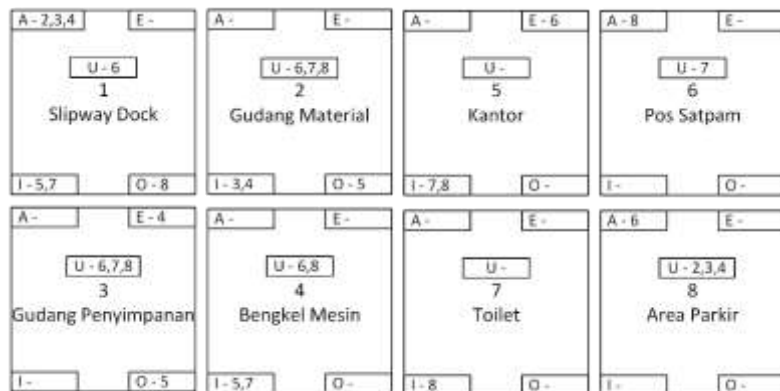 A - 2,3,4
E -
U - 6
1
Slipway Dock
I - 5,7
O - 8
A -
E -
U - 6,7,8
2
Gudang Material
I - 3,4
O - 5
A -
E - 6
U -
5
Kantor
I - 7,8
O -
A - 8
E -
U - 7
6
Pos Satpam
I -
O -
A -
E - 4
U - 6,7,8
3
Gudang Penyimpanan
I -
O - 5
A -
E -
U - 6,8
4
Bengkel Mesin
I - 5,7
O -
A -
E -
U -
7
Toilet
I - 8
O -
A - 6
E -
U - 2,3,4
8
Area Parkir
I -
O -